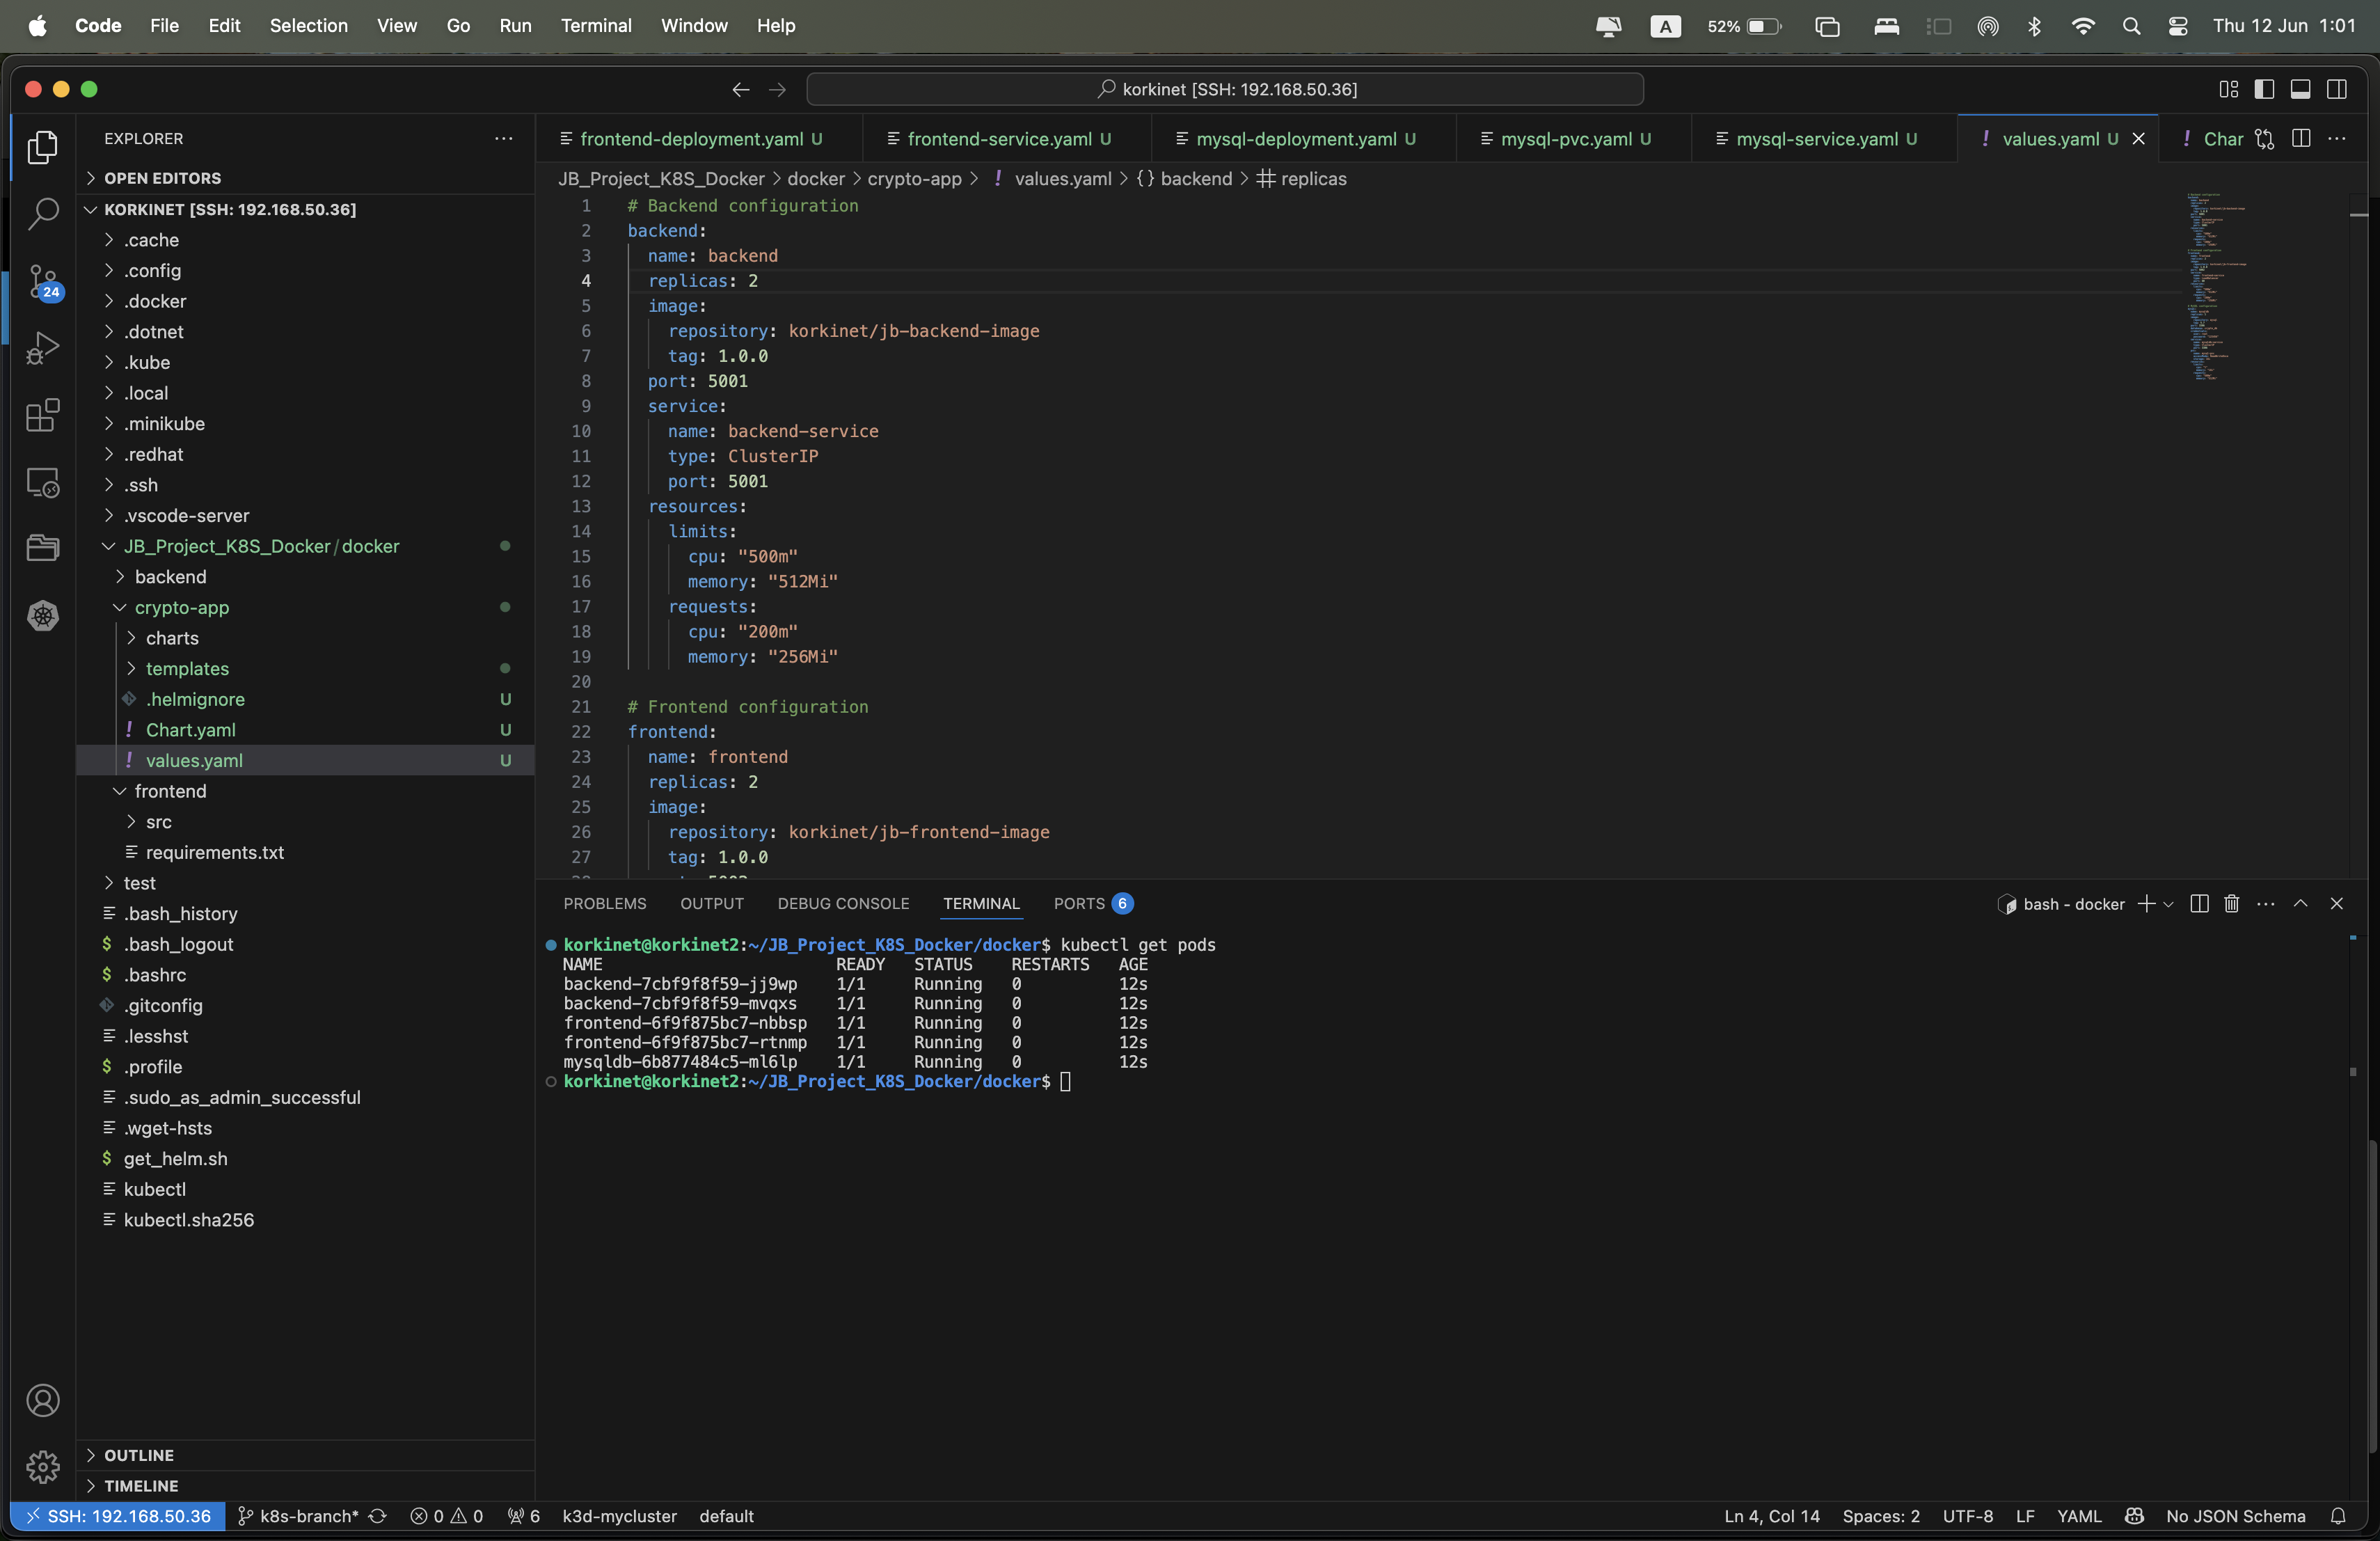 Code File Edit Selection View Go Run Terminal Window Help
A 52% Thu 12 Jun 1:01
korkinet [SSH: 192.168.50.36]
EXPLORER
OPEN EDITORS
KORKINET [SSH: 192.168.50.36]
.cache
.config
24
.docker
.dotnet
.kube
.local
.minikube
.redhat
.ssh
.vscode-server
JB_Project_K8S_Docker/docker
backend
crypto-app
charts
templates
.helmignore U
Chart.yaml U
values.yaml U
frontend
src
requirements.txt
test
.bash_history
.bash_logout
.bashrc
.gitconfig
.lesshst
.profile
.sudo_as_admin_successful
.wget-hsts
get_helm.sh
kubectl
kubectl.sha256
OUTLINE
TIMELINE
frontend-deployment.yaml U frontend-service.yaml U mysql-deployment.yaml U mysql-pvc.yaml U mysql-service.yaml U ! values.yaml U ! Char
JB_Project_K8S_Docker > docker > crypto-app > ! values.yaml > {} backend > # replicas
1 # Backend configuration
2 backend:
3 name: backend
4 replicas: 2
5 image:
6 repository: korkinet/jb-backend-image
7 tag: 1.0.0
8 port: 5001
9 service:
10 name: backend-service
11 type: ClusterIP
12 port: 5001
13 resources:
14 limits:
15 cpu: "500m"
16 memory: "512Mi"
17 requests:
18 cpu: "200m"
19 memory: "256Mi"
20
21 # Frontend configuration
22 frontend:
23 name: frontend
24 replicas: 2
25 image:
26 repository: korkinet/jb-frontend-image
27 tag: 1.0.0
PROBLEMS OUTPUT DEBUG CONSOLE TERMINAL PORTS 6 bash - docker
korkinet@korkinet2:~/JB_Project_K8S_Docker/docker$ kubectl get pods
NAME READY STATUS RESTARTS AGE
backend-7cbf9f8f59-jj9wp 1/1 Running 0 12s
backend-7cbf9f8f59-mvqxs 1/1 Running 0 12s
frontend-6f9f875bc7-nbbsp 1/1 Running 0 12s
frontend-6f9f875bc7-rtnmp 1/1 Running 0 12s
mysqldb-6b877484c5-ml6lp 1/1 Running 0 12s
korkinet@korkinet2:~/JB_Project_K8S_Docker/docker$
SSH: 192.168.50.36 k8s-branch* 0 0 6 k3d-mycluster default Ln 4, Col 14 Spaces: 2 UTF-8 LF YAML No JSON Schema